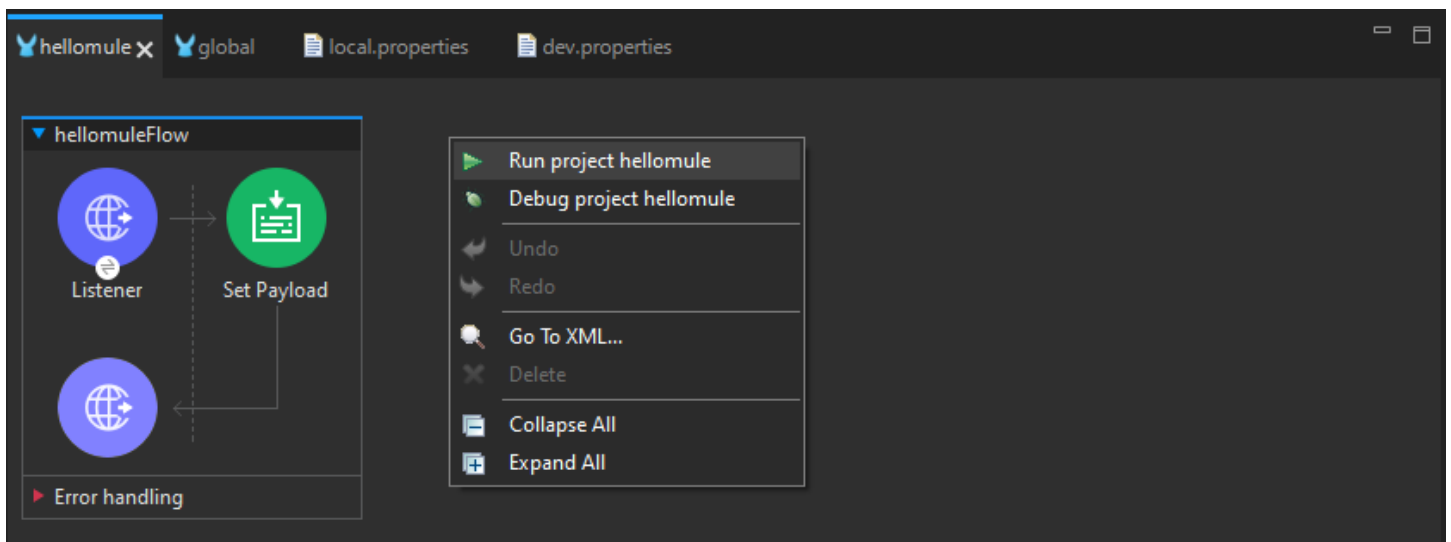 hellomule
global
local.properties
dev.properties
hellomuleFlow
Listener
Set Payload
Error handling
Run project hellomule
Debug project hellomule
Undo
Redo
Go To XML...
Delete
Collapse All
Expand All